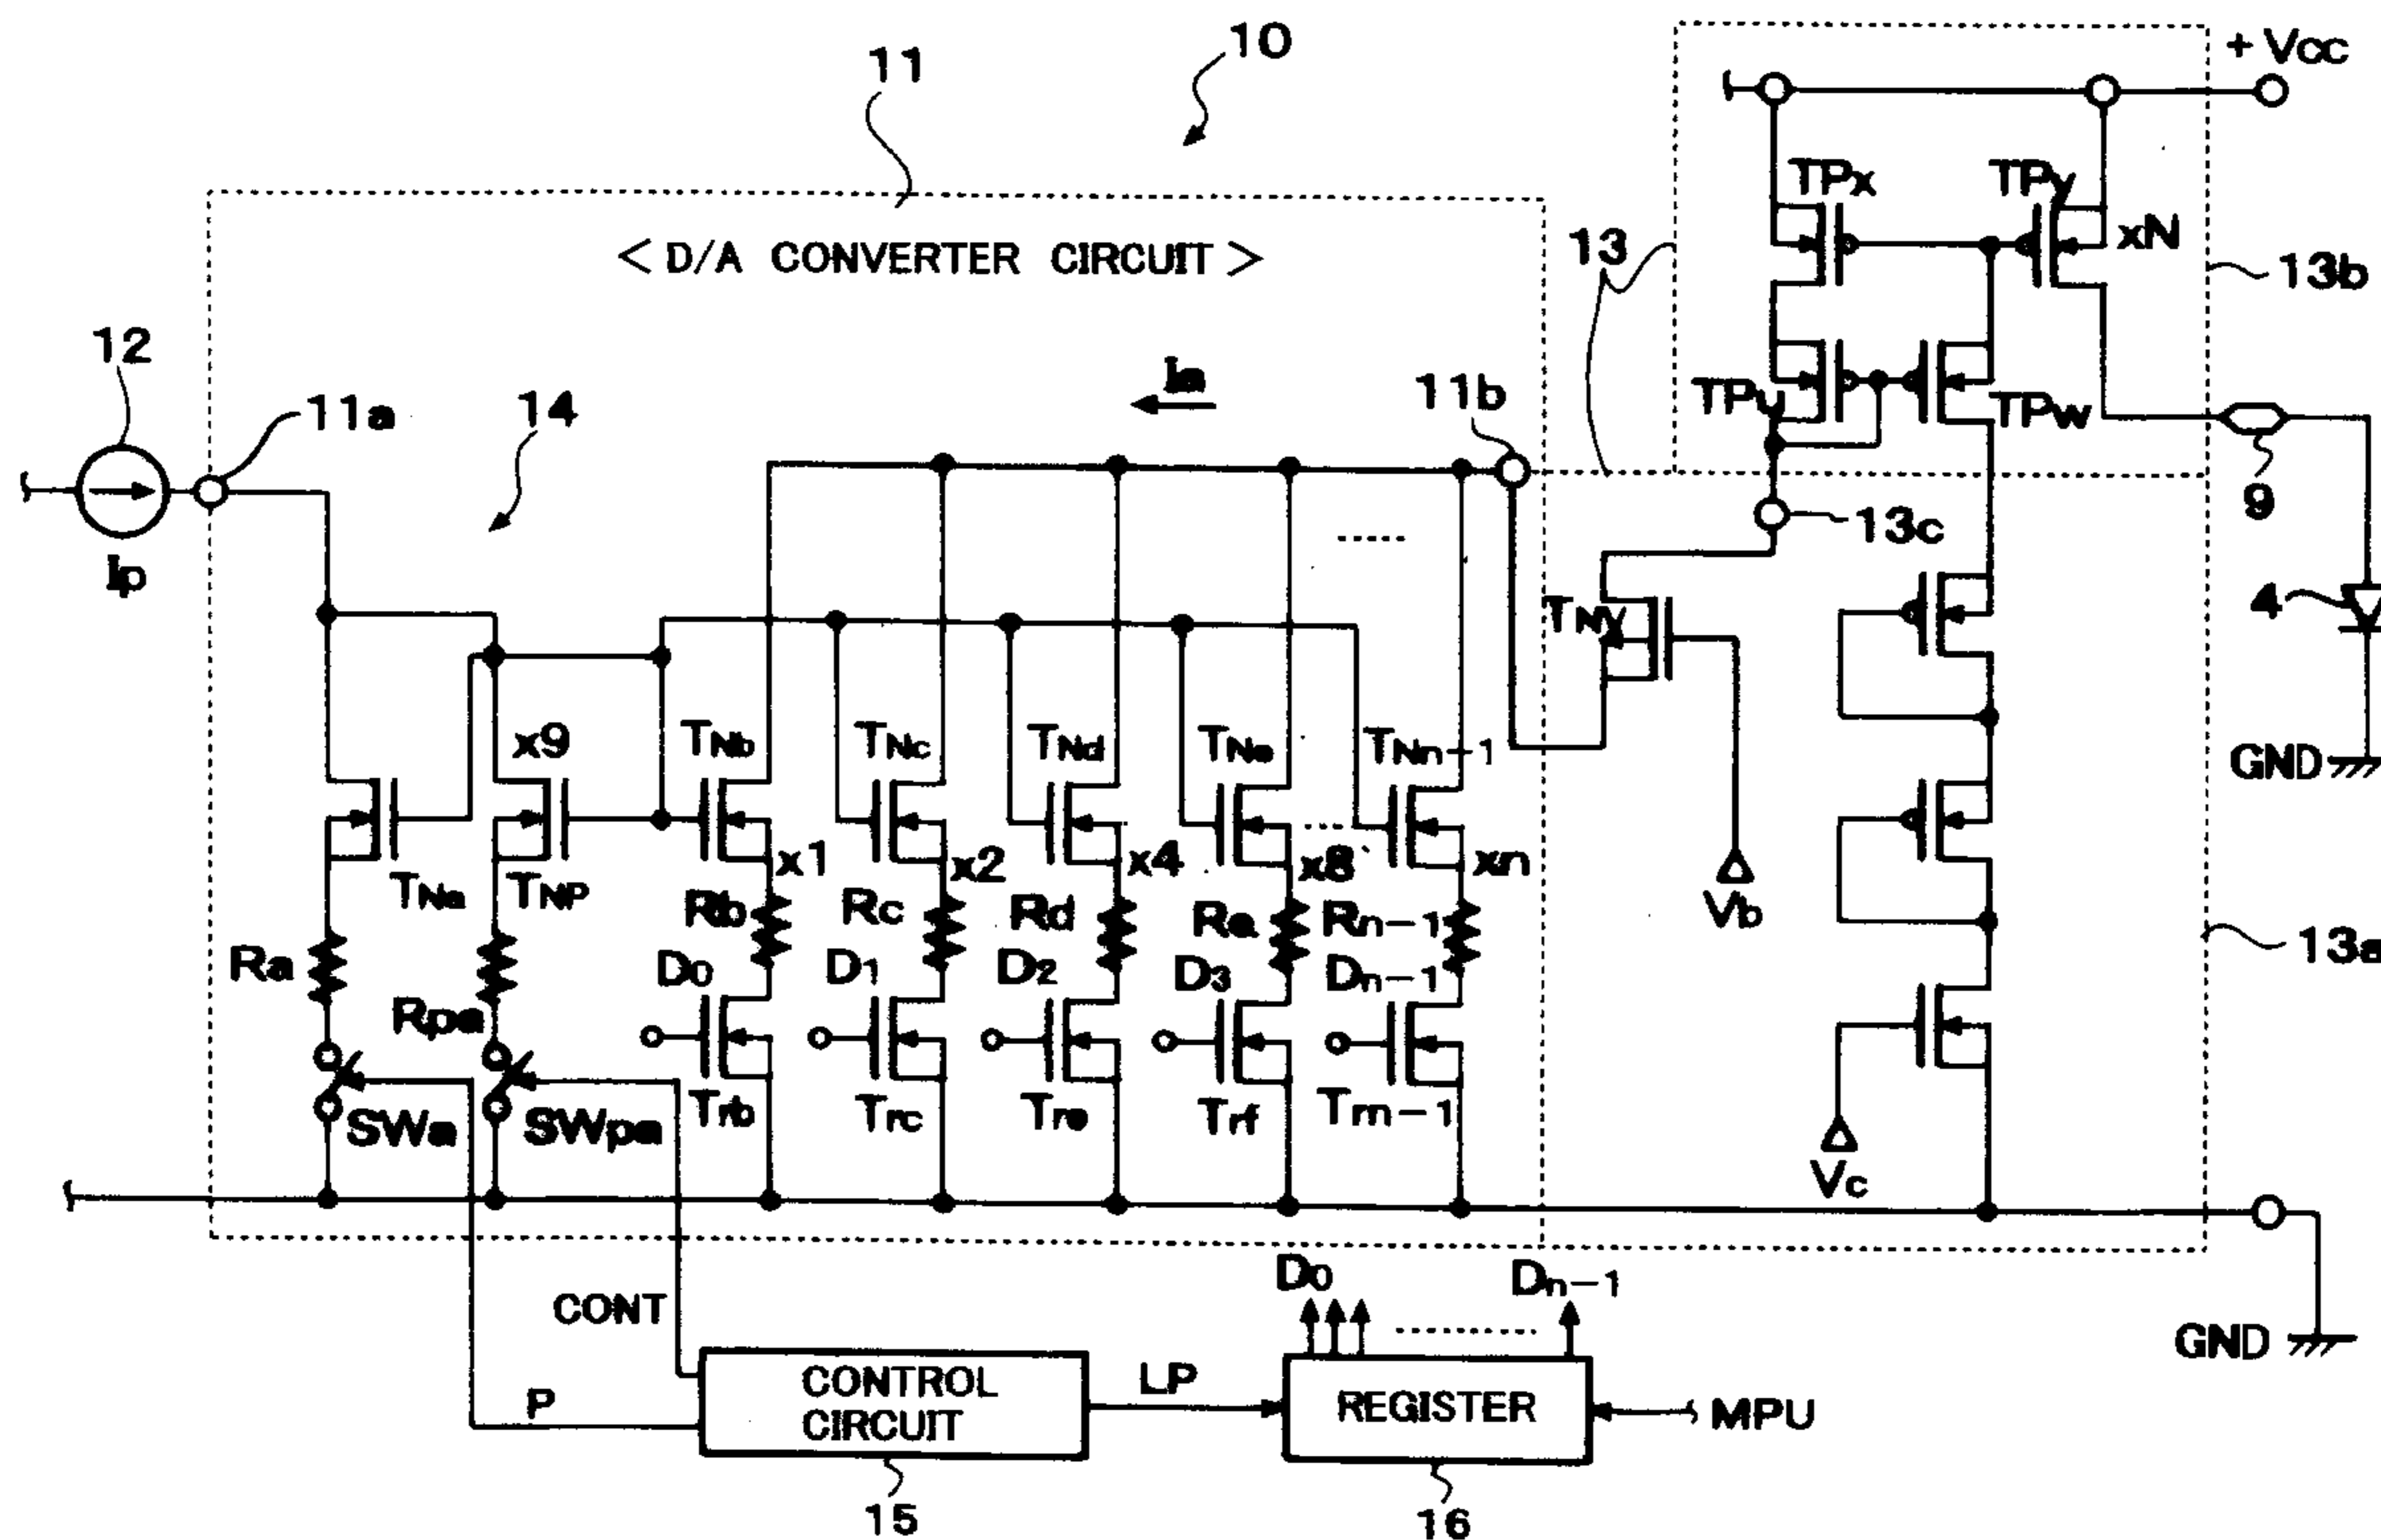 10
11
+ Vcc
TPx
TPy
xN
< D/A CONVERTER CIRCUIT >
13
13b
12
Ia
11b
TPu
TPw
11a
14
9
13c
Ip
4
TNv
GND
x9
TNb
TNc
TNd
TNe
TNn-1
TNa
TNP
x1
x2
x4
x8
xn
Vb
Rb
Rc
Rd
Re
Rn-1
13a
Ra
Rpa
D0
D1
D2
D3
Dn-1
SWa
SWpa
Trb
Trc
Tre
Trf
Trn-1
Vc
D0
Dn-1
CONT
GND
P
CONTROL
CIRCUIT
LP
REGISTER
MPU
15
16